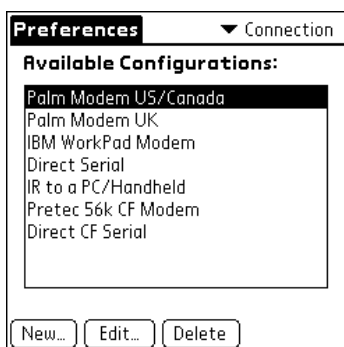 Preferences
Connection
Available Configurations:
Palm Modem US/Canada
Palm Modem UK
IBM WorkPad Modem
Direct Serial
IR to a PC/Handheld
Pretec 56k CF Modem
Direct CF Serial
New... Edit... Delete